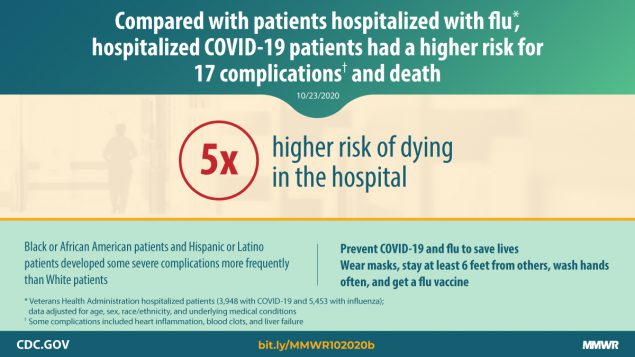 Compared with patients hospitalized with flu*,
hospitalized COVID-19 patients had a higher risk for
17 complications† and death
10/23/2020
5x
higher risk of dying
in the hospital
Black or African American patients and Hispanic or Latino
patients developed some severe complications more frequently
than White patients
Prevent COVID-19 and flu to save lives
Wear masks, stay at least 6 feet from others, wash hands
often, and get a flu vaccine
* Veterans Health Administration hospitalized patients (3,948 with COVID-19 and 5,453 with influenza);
data adjusted for age, sex, race/ethnicity, and underlying medical conditions
† Some complications included heart inflammation, blood clots, and liver failure
CDC.GOV
bit.ly/MMWR102020b
MMWR